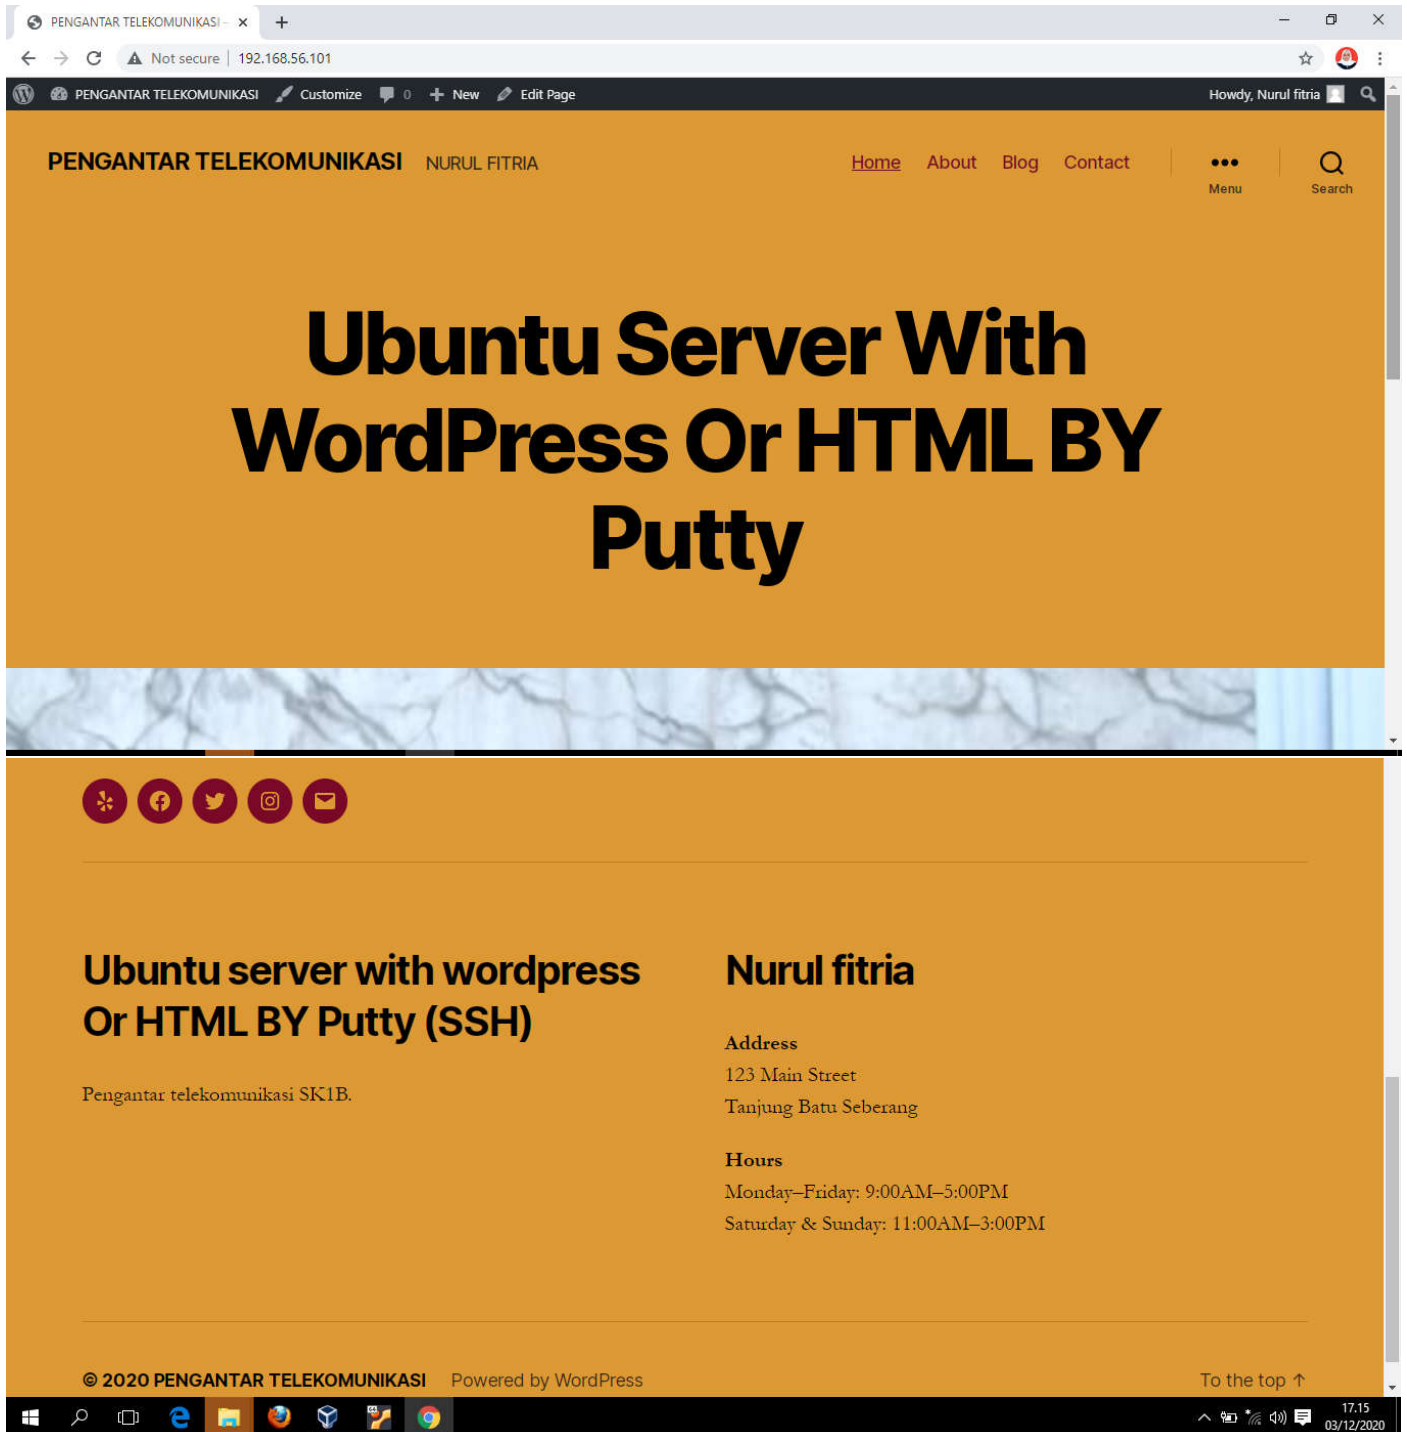 PENGANTAR TELEKOMUNIKASI –
Not secure | 192.168.56.101
PENGANTAR TELEKOMUNIKASI Customize 0 New Edit Page Howdy, Nurul fitria
PENGANTAR TELEKOMUNIKASI NURUL FITRIA Home About Blog Contact
Menu Search
Ubuntu Server With
WordPress Or HTML BY
Putty
Ubuntu server with wordpress
Or HTML BY Putty (SSH)
Pengantar telekomunikasi SK1B.
Nurul fitria
Address
123 Main Street
Tanjung Batu Seberang
Hours
Monday–Friday: 9:00AM–5:00PM
Saturday & Sunday: 11:00AM–3:00PM
© 2020 PENGANTAR TELEKOMUNIKASI Powered by WordPress To the top ↑
17.15
03/12/2020